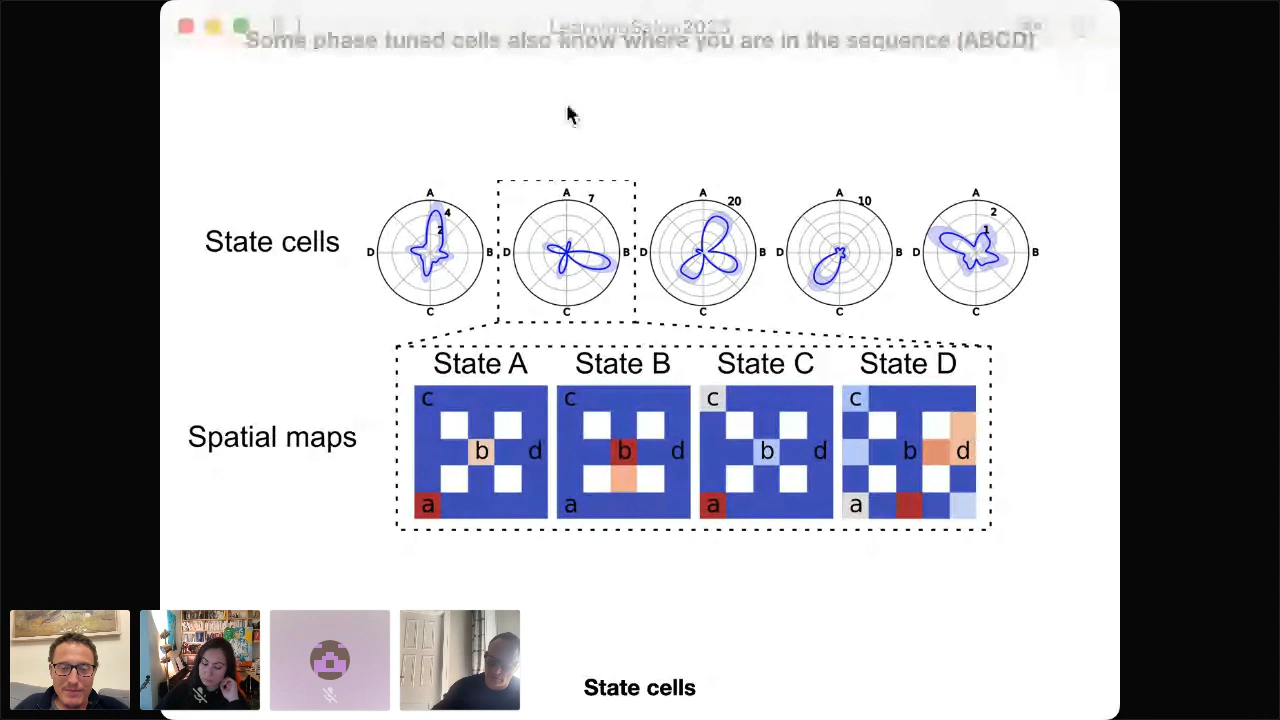 LearningSalon2023
Some phase tuned cells also know where you are in the sequence (ABCD)
State cells
A A A A A
4 7 20 10 2
2 1
D B D B D B D B D B
C C C C C
State A State B State C State D
Spatial maps
c c c c
b d b d b d b d
a a a a
State cells